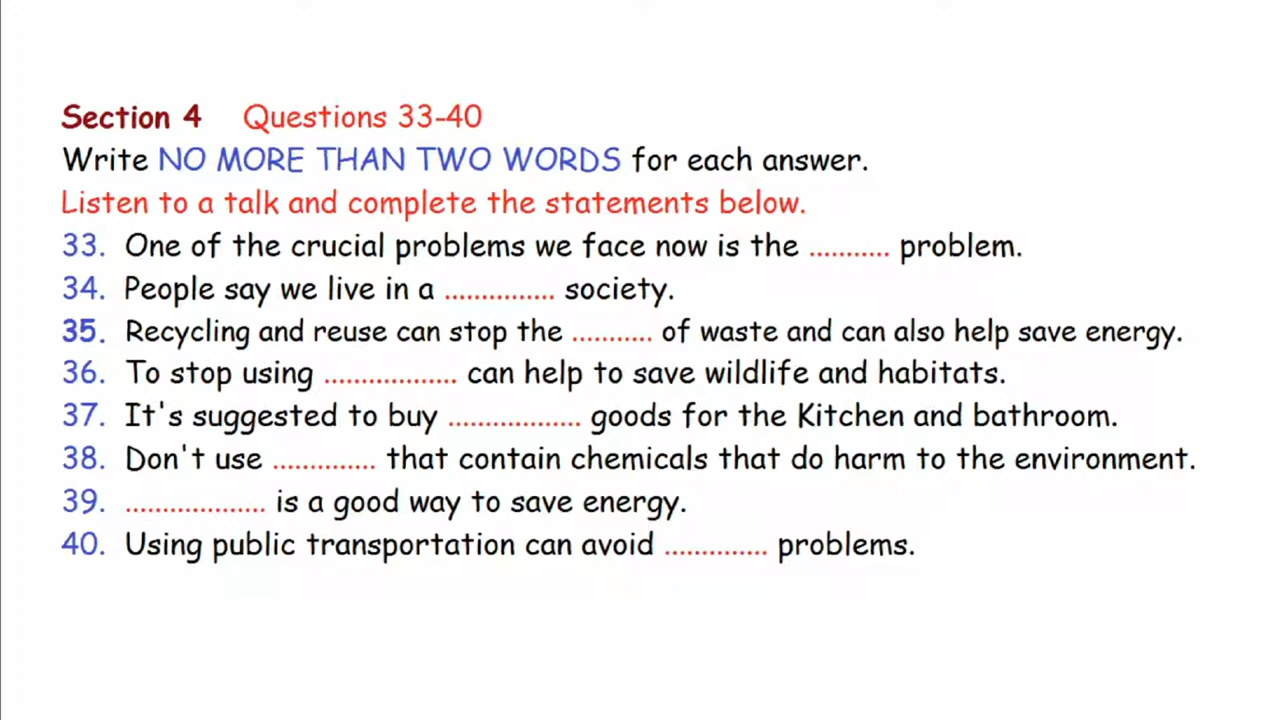 Section 4 Questions 33-40
Write NO MORE THAN TWO WORDS for each answer.
Listen to a talk and complete the statements below.
33. One of the crucial problems we face now is the ........... problem.
34. People say we live in a ............... society.
35. Recycling and reuse can stop the ........... of waste and can also help save energy.
36. To stop using .................. can help to save wildlife and habitats.
37. It's suggested to buy .................. goods for the Kitchen and bathroom.
38. Don't use .............. that contain chemicals that do harm to the environment.
39. ................... is a good way to save energy.
40. Using public transportation can avoid .............. problems.